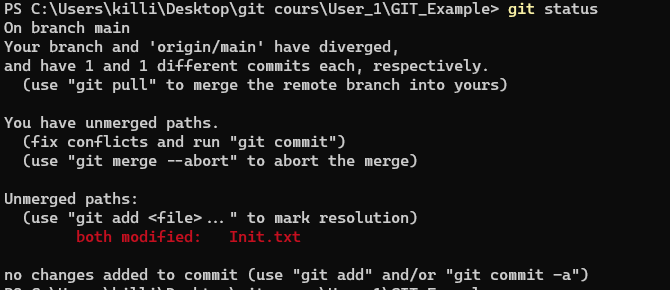 PS C:\Users\killi\Desktop\git cours\User_1\GIT_Example> git status
On branch main
Your branch and 'origin/main' have diverged,
and have 1 and 1 different commits each, respectively.
  (use "git pull" to merge the remote branch into yours)

You have unmerged paths.
  (fix conflicts and run "git commit")
  (use "git merge --abort" to abort the merge)

Unmerged paths:
  (use "git add <file>..." to mark resolution)
        both modified:   Init.txt

no changes added to commit (use "git add" and/or "git commit -a")